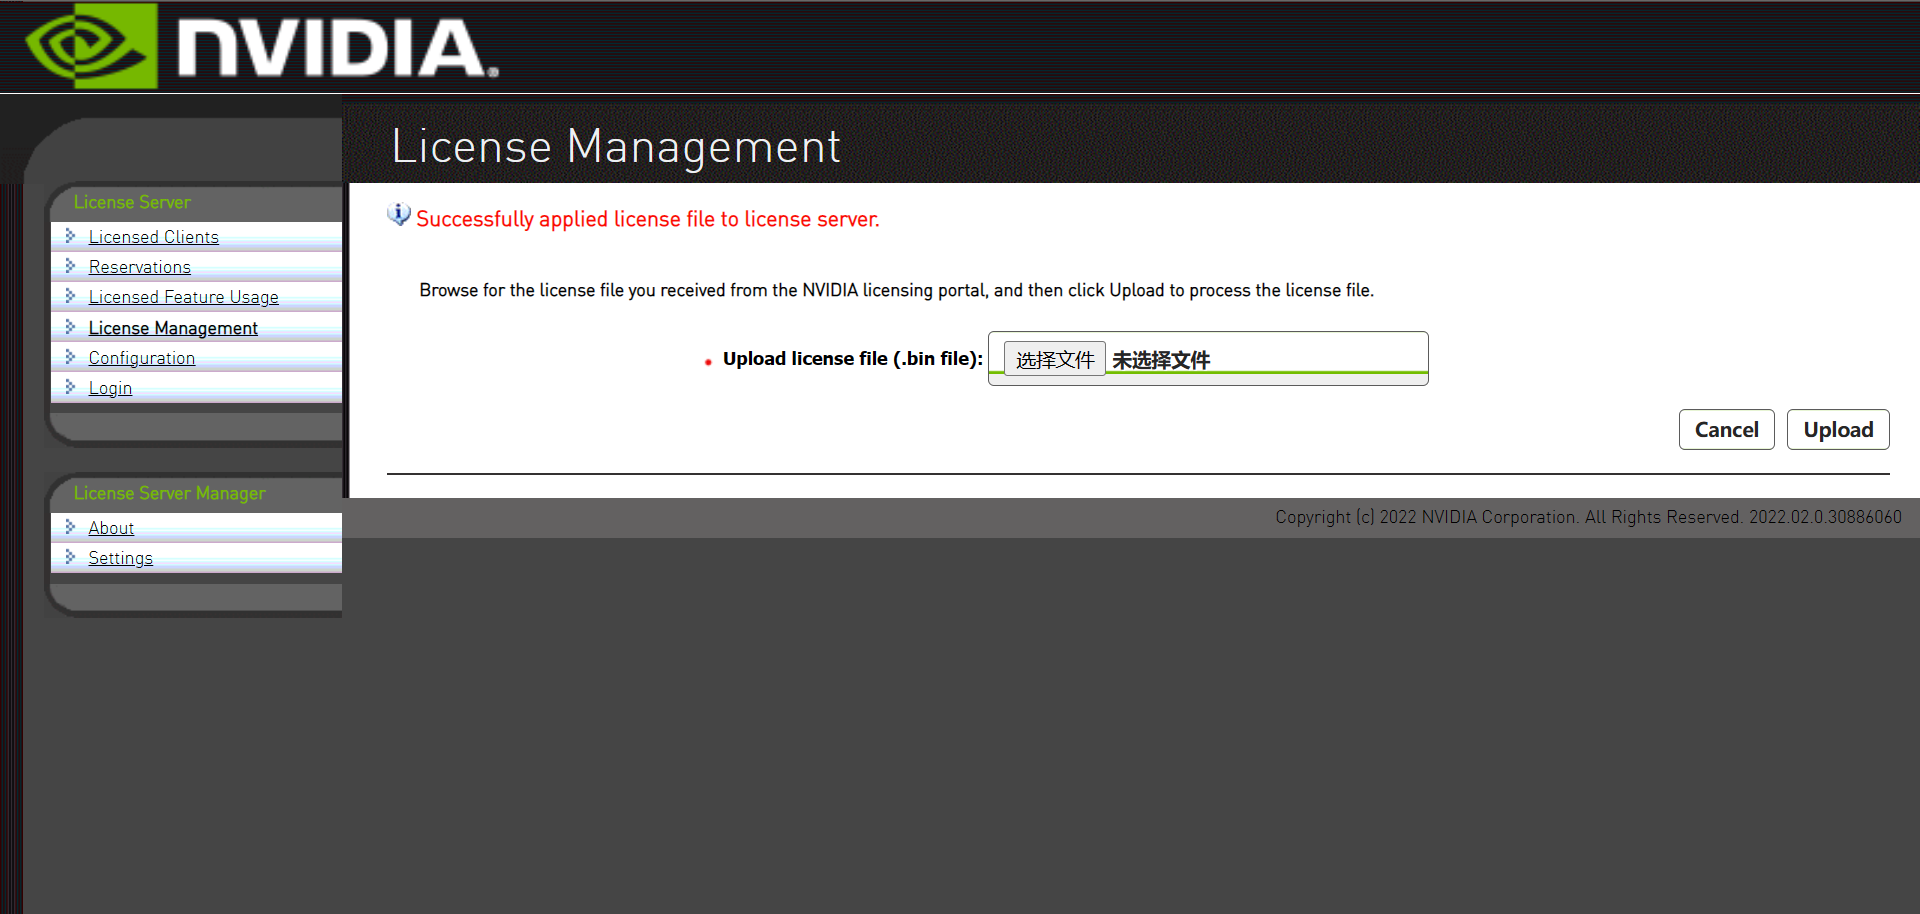 NVIDIA®
License Management
License Server
Licensed Clients
Reservations
Licensed Feature Usage
License Management
Configuration
Login
License Server Manager
About
Settings
Successfully applied license file to license server.
Browse for the license file you received from the NVIDIA licensing portal, and then click Upload to process the license file.
Upload license file (.bin file): 选择文件 未选择文件
Cancel Upload
Copyright (c) 2022 NVIDIA Corporation. All Rights Reserved. 2022.02.0.30886060